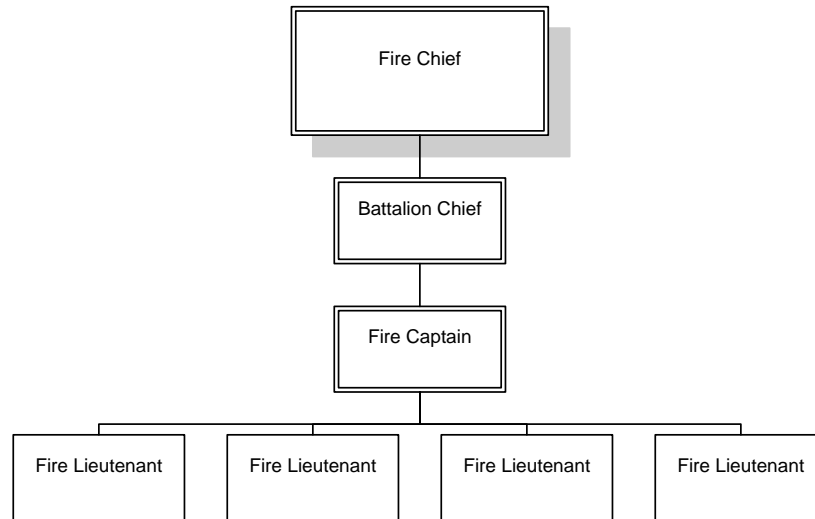 Fire Chief
Battalion Chief
Fire Captain
Fire Lieutenant
Fire Lieutenant
Fire Lieutenant
Fire Lieutenant